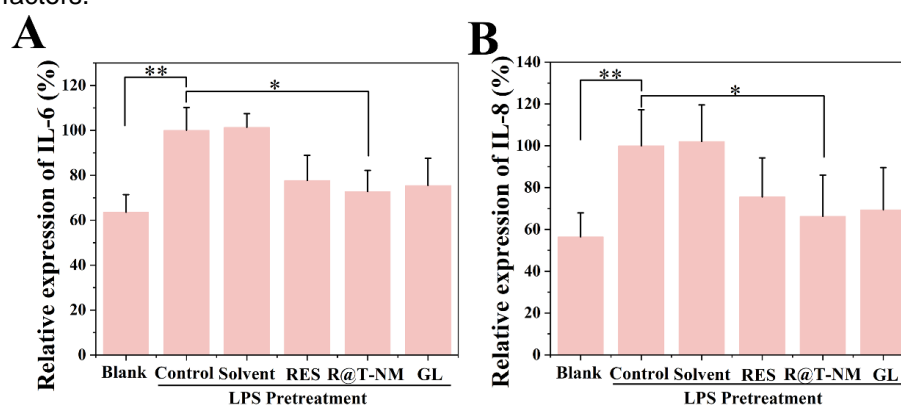 factors.
A
Relative expression of IL-6 (%)
120
100
80
60
40
20
0
**
*
Blank Control Solvent RES R@T-NM GL
LPS Pretreatment
B
Relative expression of IL-8 (%)
140
120
100
80
60
40
20
0
**
*
Blank Control Solvent RES R@T-NM GL
LPS Pretreatment